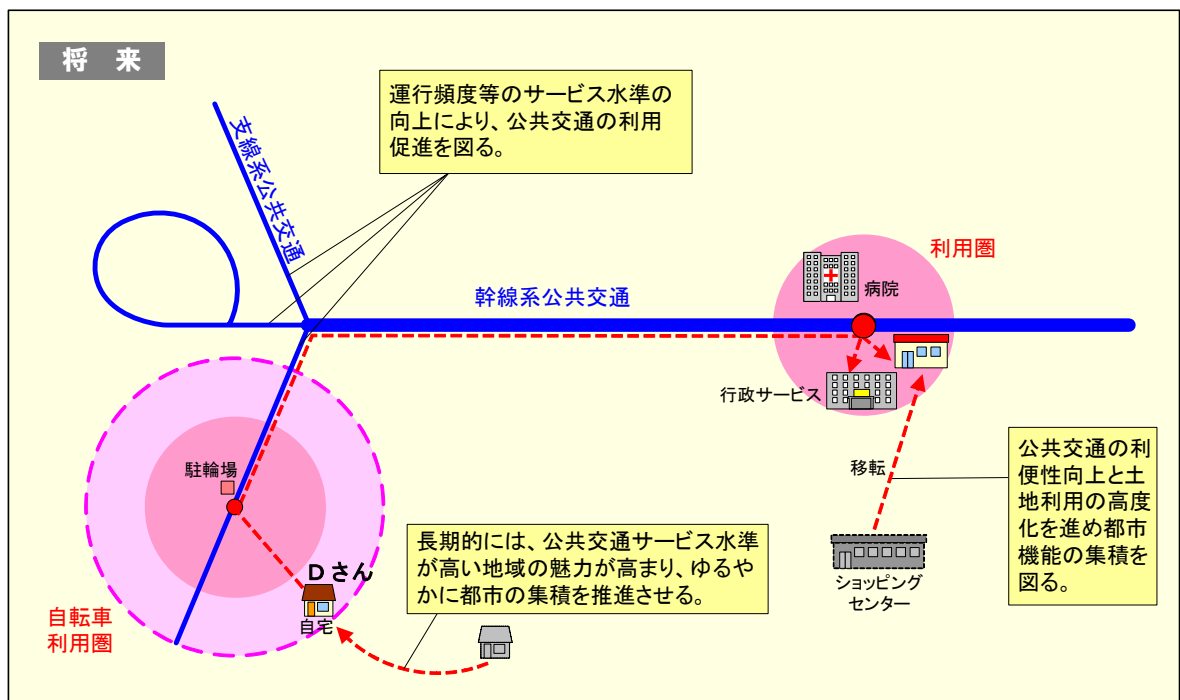 将 来
運行頻度等のサービス水準の
向上により、公共交通の利用
促進を図る。
支線系公共交通
幹線系公共交通
利用圏
病院
行政サービス
駐輪場
移転
公共交通の利
便性向上と土
地利用の高度
化を進め都市
機能の集積を
図る。
長期的には、公共交通サービス水準
が高い地域の魅力が高まり、ゆるや
かに都市の集積を推進させる。
ショッピング
センター
Dさん
自宅
自転車
利用圏